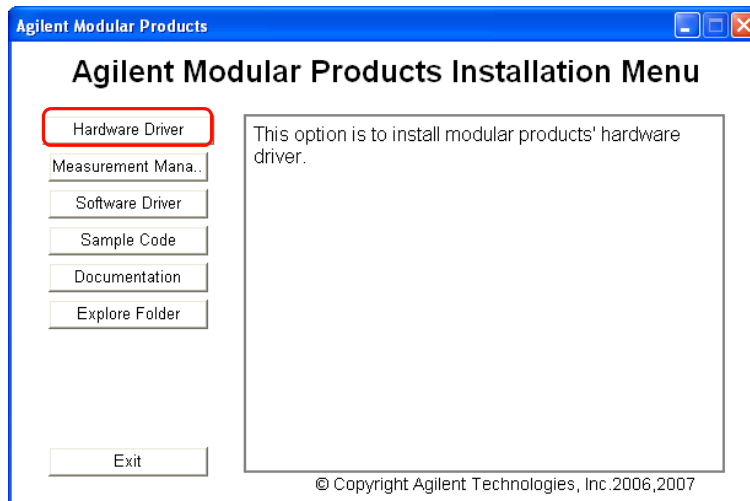 Agilent Modular Products
Agilent Modular Products Installation Menu
Hardware Driver
Measurement Mana..
Software Driver
Sample Code
Documentation
Explore Folder
Exit
This option is to install modular products' hardware
driver.
© Copyright Agilent Technologies, Inc.2006,2007